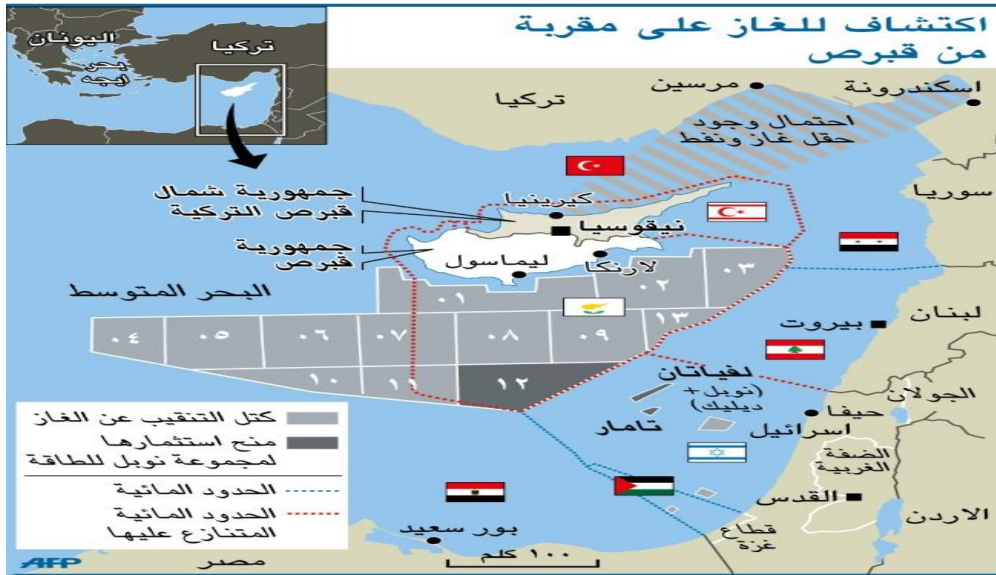 اكتشاف للغاز على مقربة
من قبرص
اليونان
تركيا
بحر
ايجه
تركيا
مرسين
اسكندرونة
احتمال وجود
حقل غاز ونفط
سوريا
جمهورية شمال
قبرص التركية
كيرينيا
نيقوسيا
جمهورية
قبرص
ليماسول
لارنكا
البحر المتوسط
٠١
٠٢
٠٣
٠٤
٠٥
٠٦
٠٧
٠٨
٠٩
١٣
١٠
١١
١٢
لبنان
بيروت
لفياتان
(نوبل+
ديليك)
تامار
الجولان
حيفا
اسرائيل
الضفة
الغربية
القدس
الاردن
قطاع
غزة
كتل التنقيب عن الغاز
منح استثمارها
لمجموعة نوبل للطاقة
الحدود المائية
الحدود المائية
المتنازع عليها
بور سعيد
مصر
١٠٠ كلم
AFP